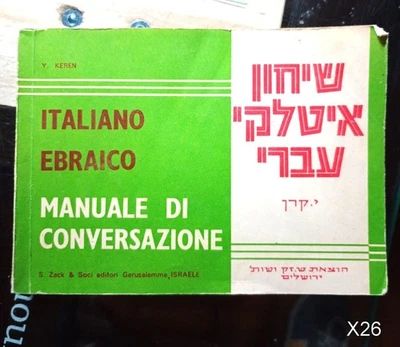 Y. KEREN
ITALIANO
EBRAICO
MANUALE DI
CONVERSAZIONE
S. Zack & Soci editori Gerusalemme, ISRAELE
שיחון
איטלקי
עברי
י. קרן
הוצאת ש. זק ושות'
ירושלים
nou
X26